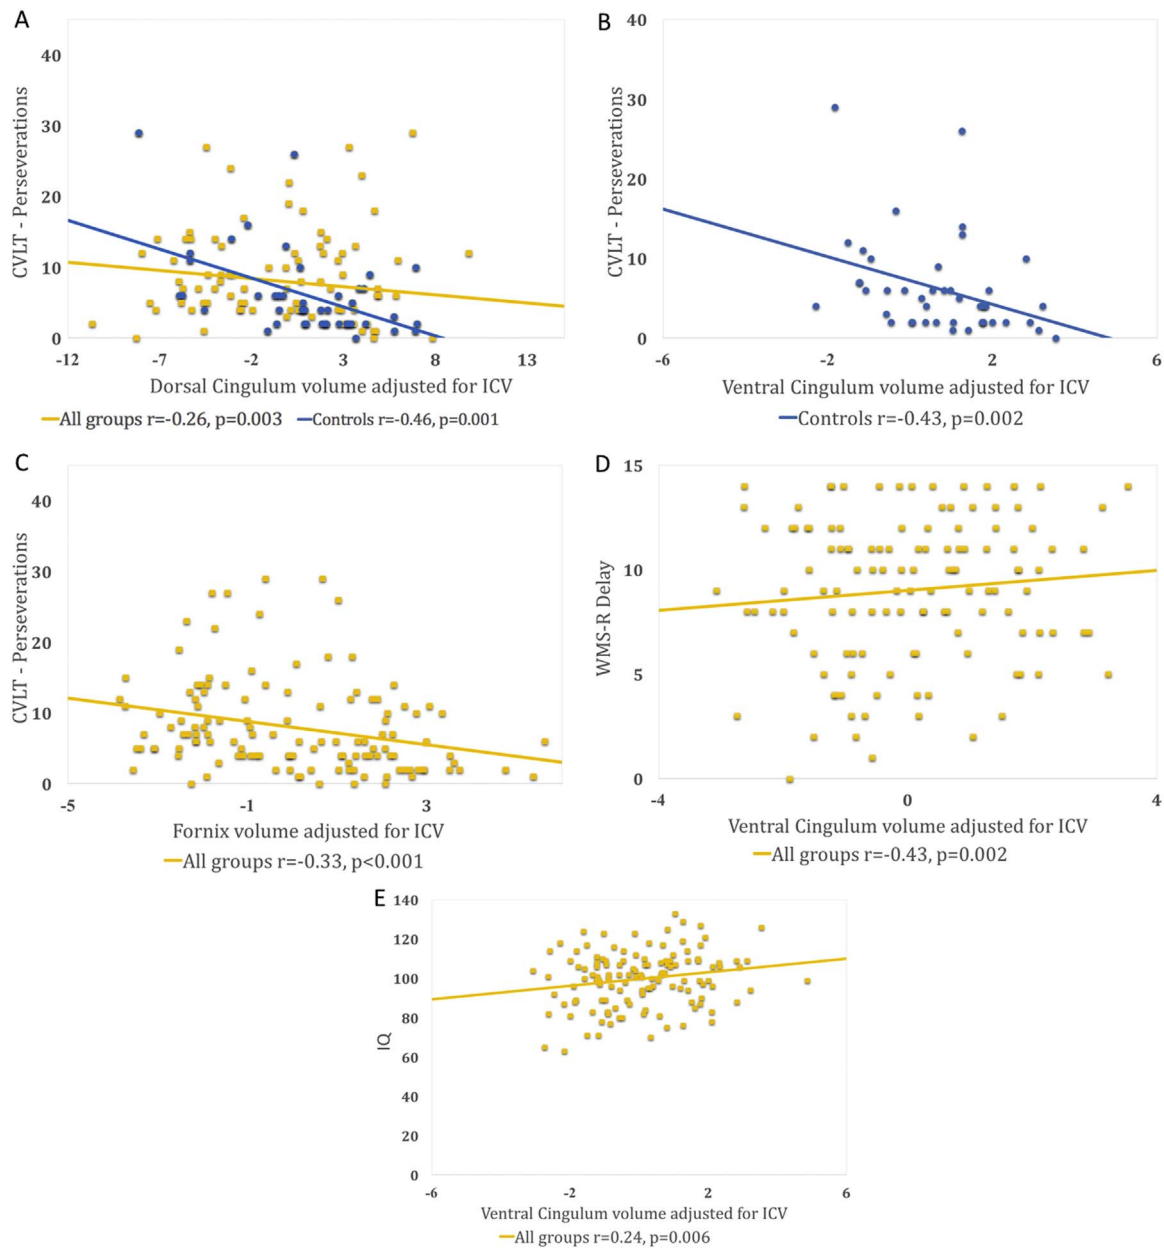 A
CVLT - Perseverations
40
30
20
10
0
-12 -7 -2 3 8 13
Dorsal Cingulum volume adjusted for ICV
All groups r=-0.26, p=0.003 Controls r=-0.46, p=0.001
B
CVLT - Perseverations
40
30
20
10
0
-6 -2 2 6
Ventral Cingulum volume adjusted for ICV
Controls r=-0.43, p=0.002
C
CVLT - Perseverations
40
30
20
10
0
-5 -1 3
Fornix volume adjusted for ICV
All groups r=-0.33, p<0.001
D
WMS-R Delay
15
10
5
0
-4 0 4
Ventral Cingulum volume adjusted for ICV
All groups r=-0.43, p=0.002
E
IQ
140
120
100
80
60
40
20
0
-6 -2 2 6
Ventral Cingulum volume adjusted for ICV
All groups r=0.24, p=0.006